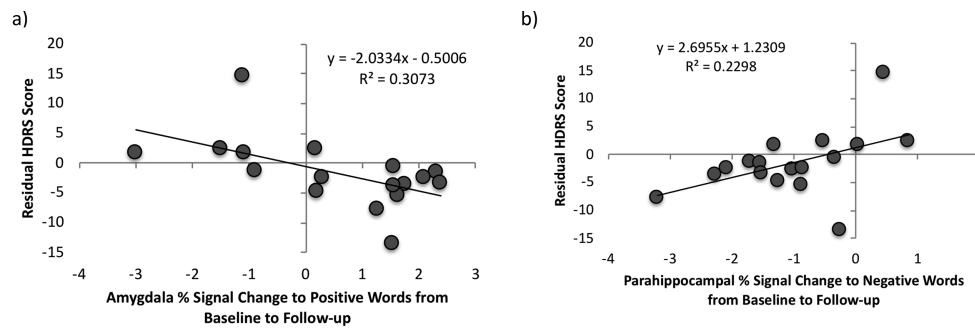 a)
y = -2.0334x - 0.5006
R² = 0.3073
Residual HDRS Score
20
15
10
5
0
-5
-10
-15
-4
-3
-2
-1
0
1
2
3
Amygdala % Signal Change to Positive Words from
Baseline to Follow-up
b)
y = 2.6955x + 1.2309
R² = 0.2298
Residual HDRS Score
20
15
10
5
0
-5
-10
-15
-4
-3
-2
-1
0
1
Parahippocampal % Signal Change to Negative Words
from Baseline to Follow-up